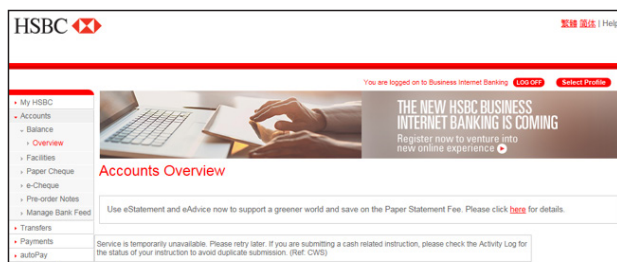 HSBC
繁體 简体 | Help
You are logged on to Business Internet Banking LOG OFF Select Profile
My HSBC
Accounts
Balance
Overview
Facilities
Paper Cheque
e-Cheque
Pre-order Notes
Manage Bank Feed
Transfers
Payments
autoPay
THE NEW HSBC BUSINESS
INTERNET BANKING IS COMING
Register now to venture into
new online experience
Accounts Overview
Use eStatement and eAdvice now to support a greener world and save on the Paper Statement Fee. Please click here for details.
Service is temporarily unavailable. Please retry later. If you are submitting a cash related instruction, please check the Activity Log for
the status of your instruction to avoid duplicate submission. (Ref: CWS)